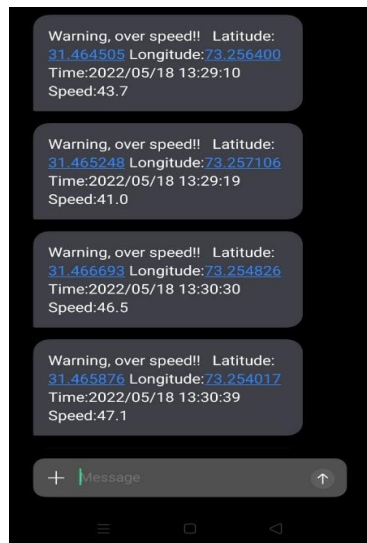 Warning, over speed!! Latitude:
31.464505 Longitude:73.256400
Time:2022/05/18 13:29:10
Speed:43.7
Warning, over speed!! Latitude:
31.465248 Longitude:73.257106
Time:2022/05/18 13:29:19
Speed:41.0
Warning, over speed!! Latitude:
31.466693 Longitude:73.254826
Time:2022/05/18 13:30:30
Speed:46.5
Warning, over speed!! Latitude:
31.465876 Longitude:73.254017
Time:2022/05/18 13:30:39
Speed:47.1
Message